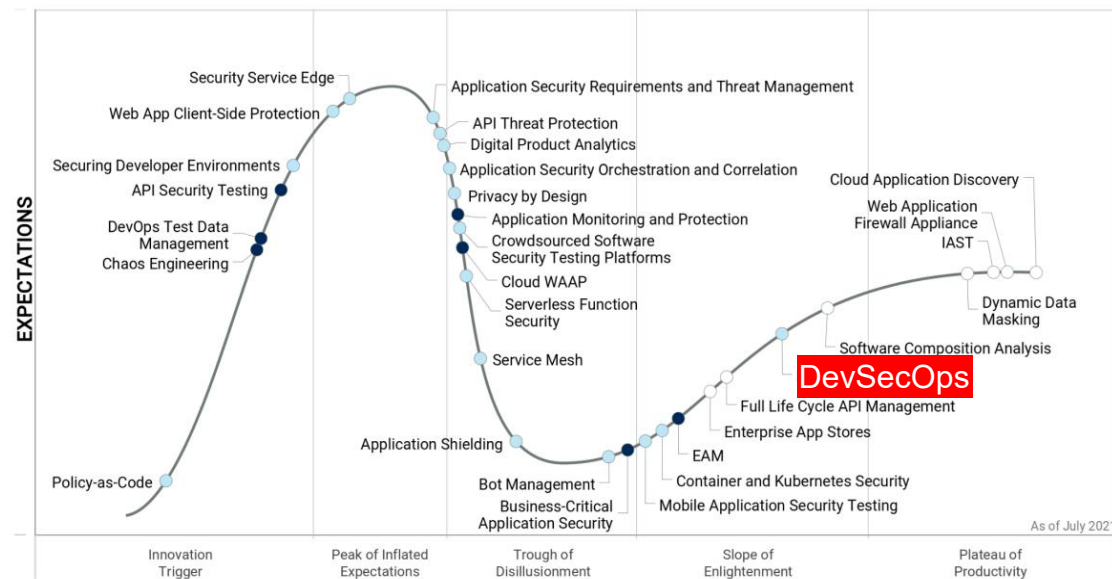 Security Service Edge
Web App Client-Side Protection
Securing Developer Environments
API Security Testing
DevOps Test Data
Management
Chaos Engineering
Policy-as-Code
EXPECTATIONS
Application Security Requirements and Threat Management
API Threat Protection
Digital Product Analytics
Application Security Orchestration and Correlation
Privacy by Design
Application Monitoring and Protection
Crowdsourced Software
Security Testing Platforms
Cloud WAAP
Serverless Function
Security
Service Mesh
Application Shielding
Bot Management
Business-Critical
Application Security
Cloud Application Discovery
Web Application
Firewall Appliance
IAST
Dynamic Data
Masking
Software Composition Analysis
DevSecOps
Full Life Cycle API Management
Enterprise App Stores
EAM
Container and Kubernetes Security
Mobile Application Security Testing
As of July 2021
Innovation
Trigger
Peak of Inflated
Expectations
Trough of
Disillusionment
Slope of
Enlightenment
Plateau of
Productivity